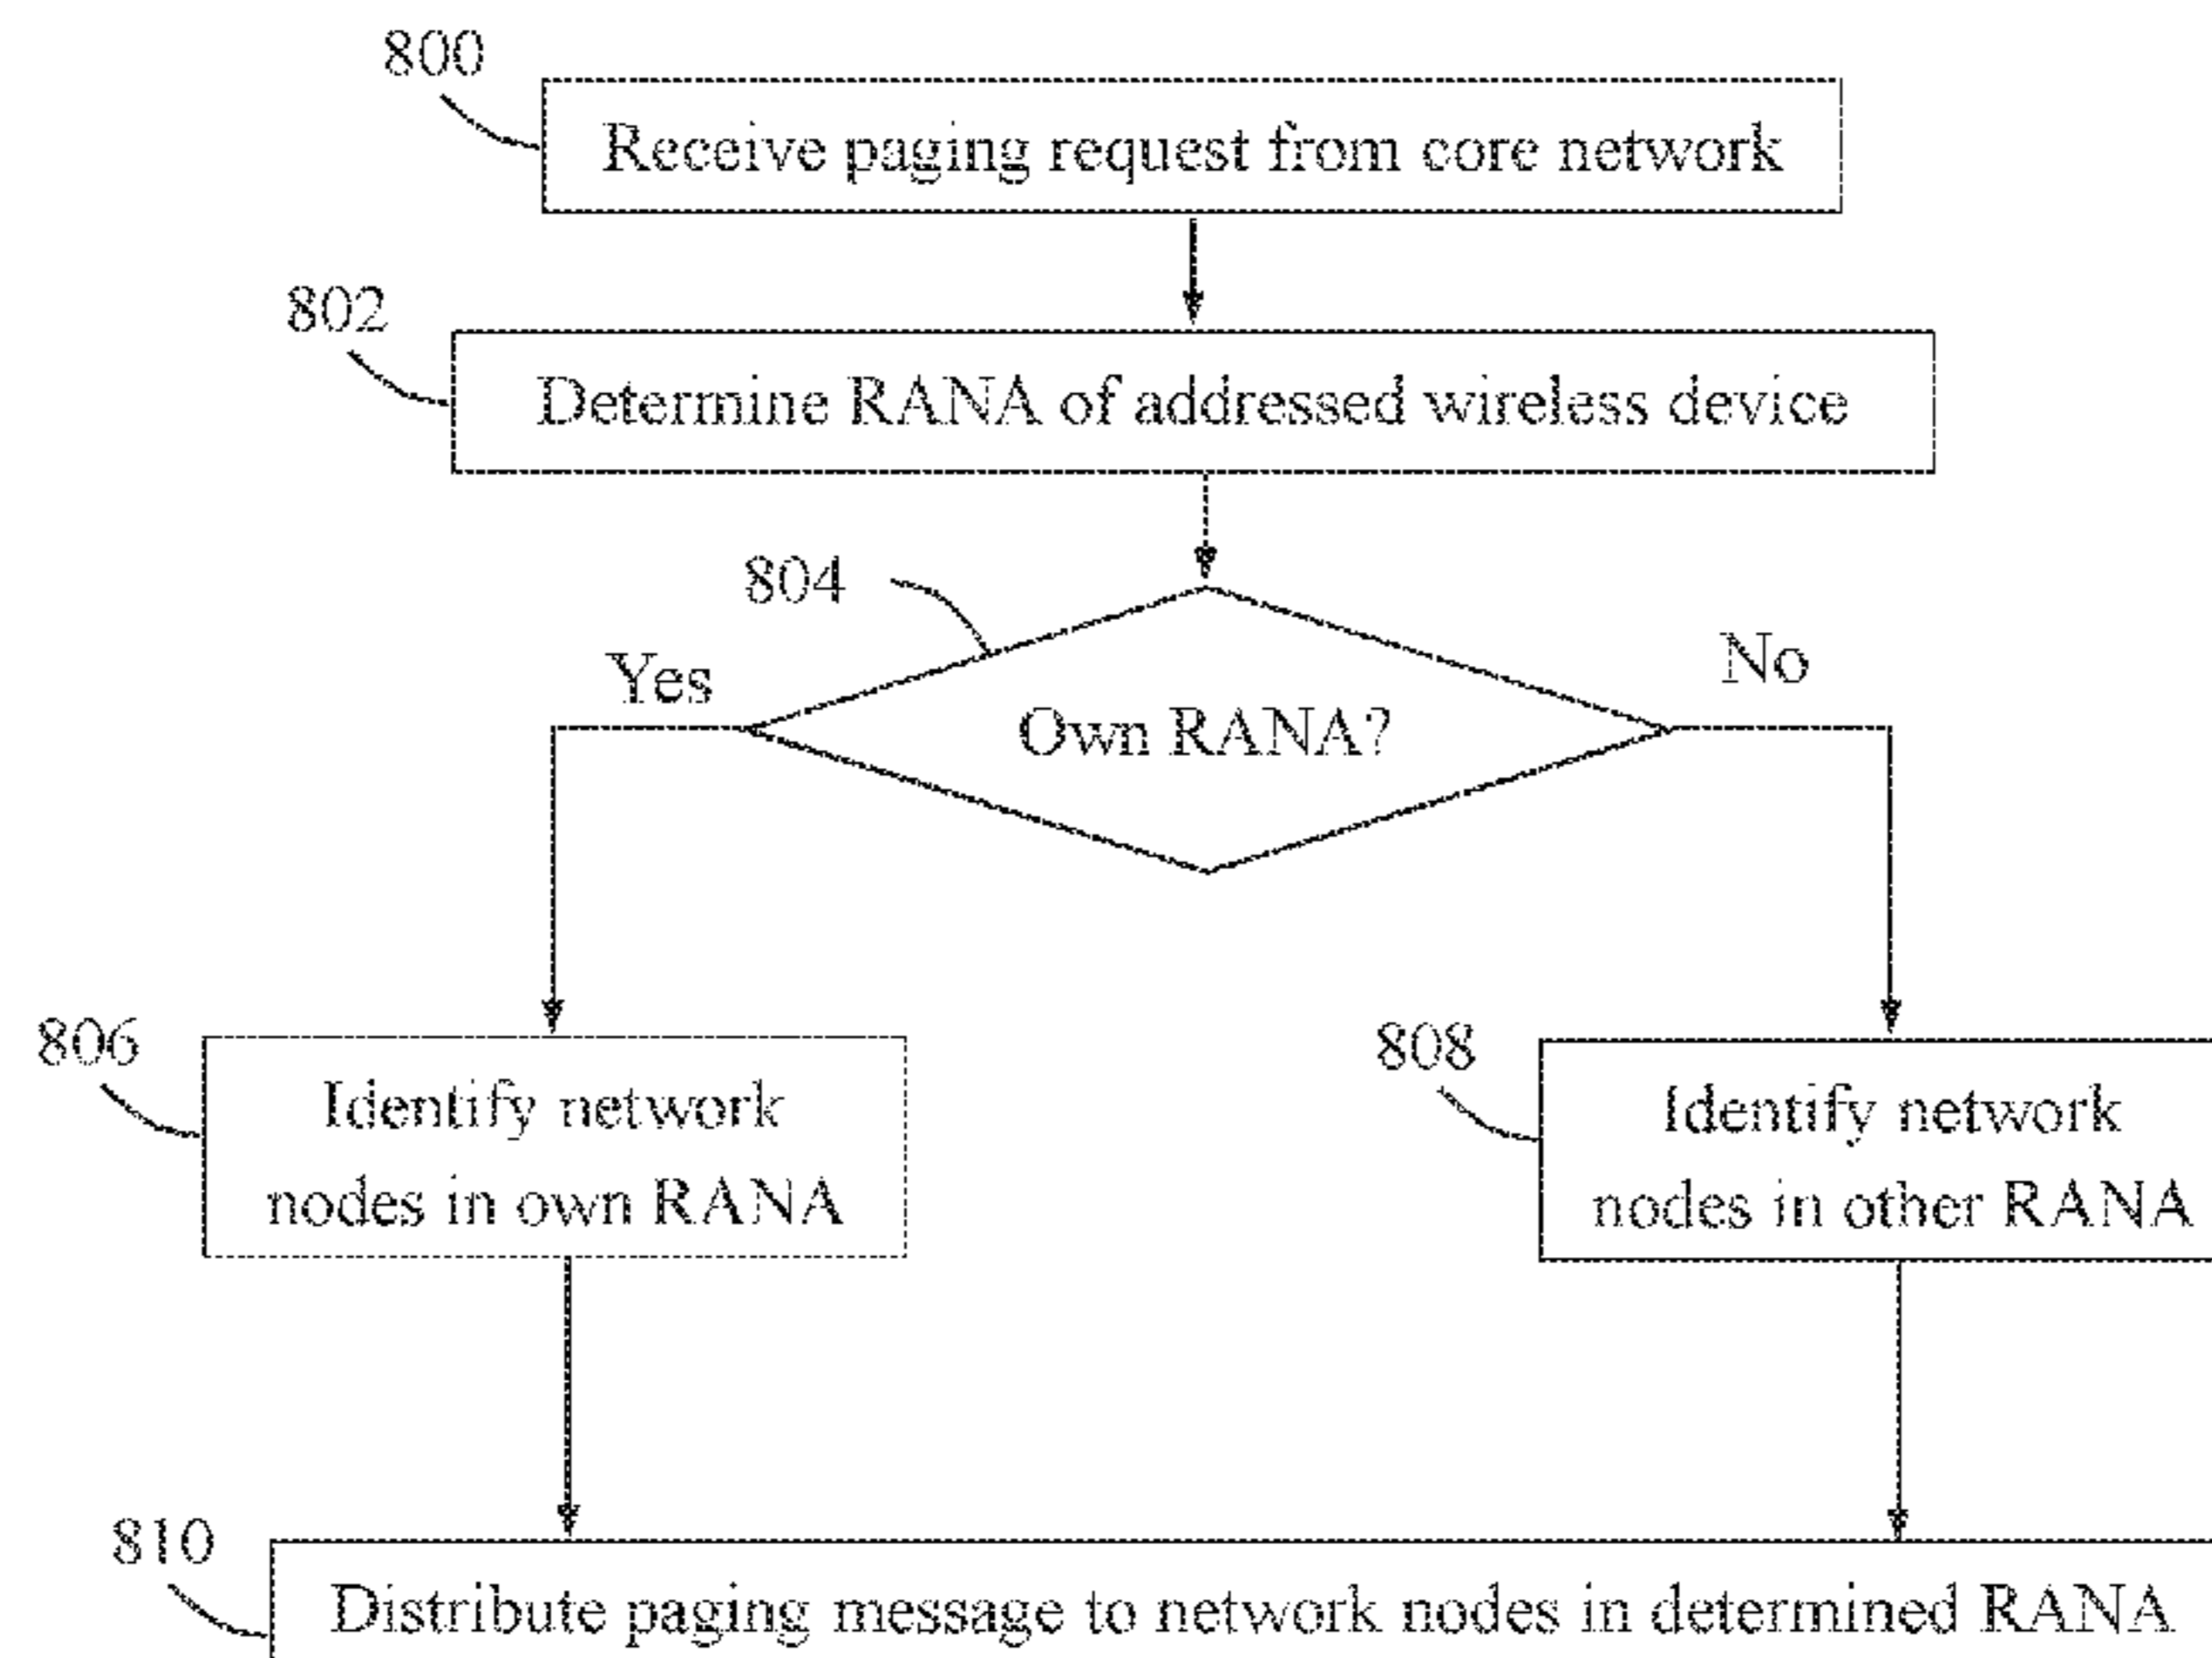 800
Receive paging request from core network
802
Determine RANA of addressed wireless device
804
Yes
No
Own RANA?
806
Identify network
nodes in own RANA
808
Identify network
nodes in other RANA
810
Distribute paging message to network nodes in determined RANA